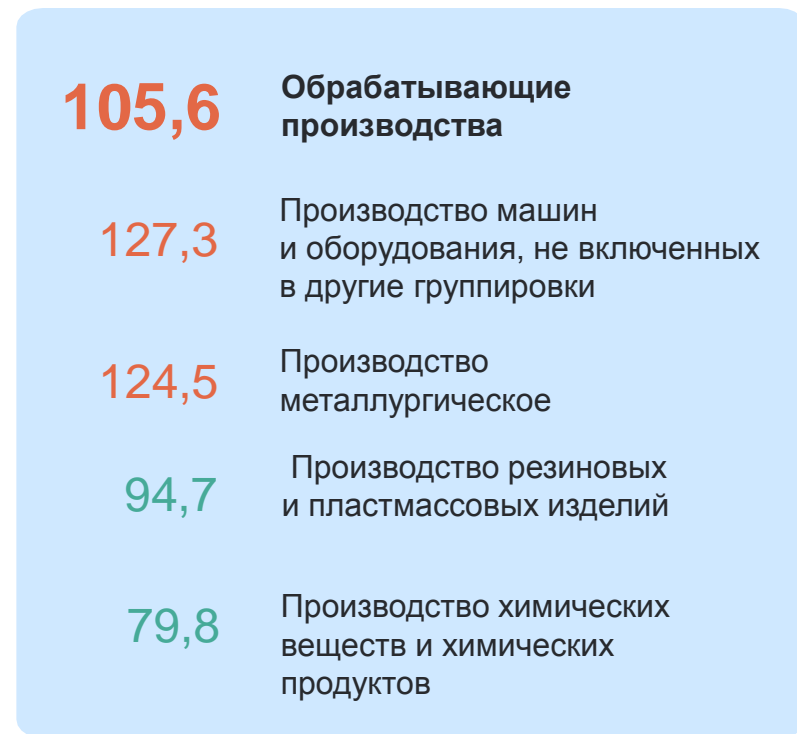 105,6
Обрабатывающие
производства
127,3
Производство машин
и оборудования, не включенных
в другие группировки
124,5
Производство
металлургическое
94,7
Производство резиновых
и пластмассовых изделий
79,8
Производство химических
веществ и химических
продуктов